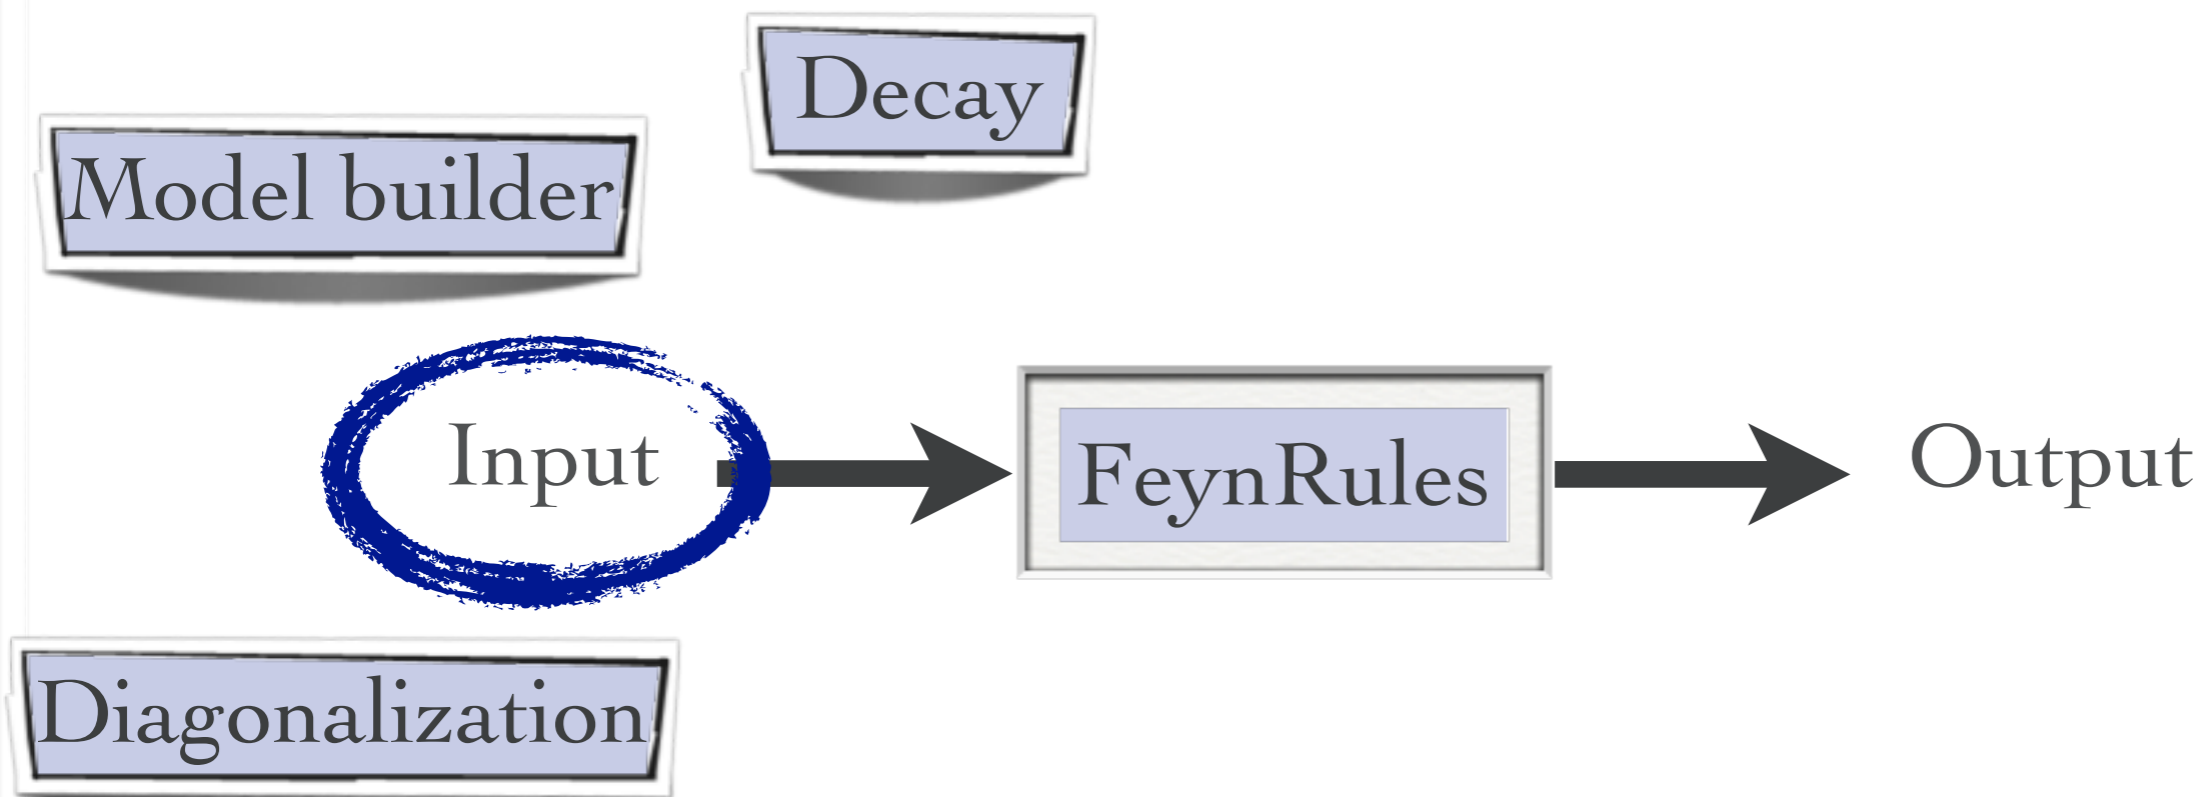 Decay
Model builder
Input
FeynRules
Output
Diagonalization